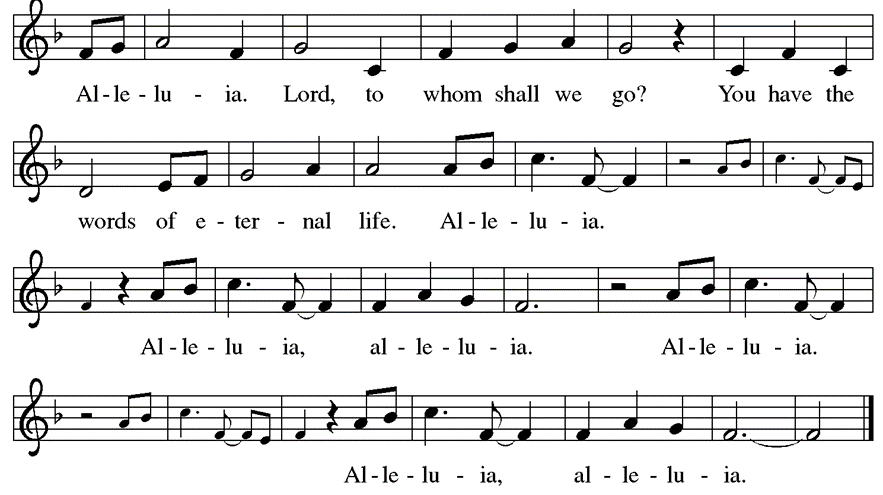 Al - le - lu - ia. Lord, to whom shall we go? You have the
words of e - ter - nal life. Al - le - lu - ia.
Al - le - lu - ia, al - le - lu - ia. Al - le - lu - ia.
Al - le - lu - ia, al - le - lu - ia.